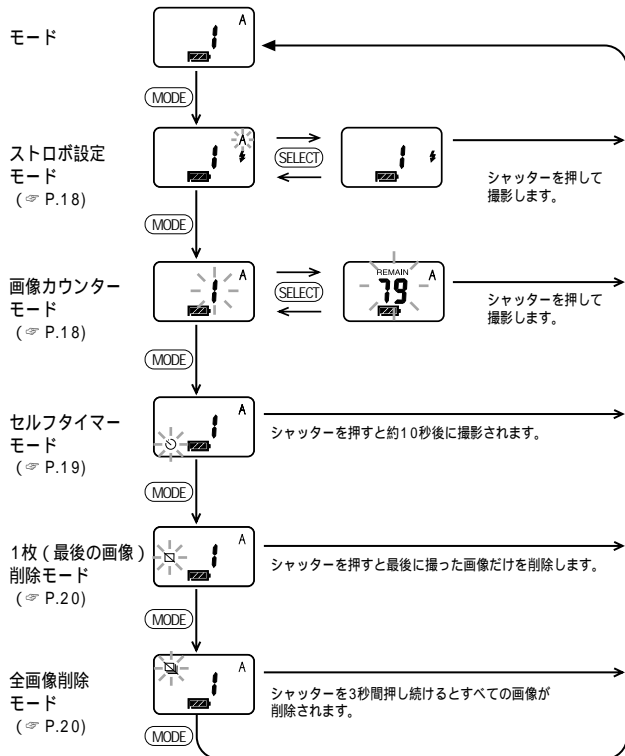 モード
A
1
MODE
ストロボ設定
モード
(☞ P.18)
A
1
SELECT
1
シャッターを押して
撮影します。
MODE
画像カウンター
モード
(☞ P.18)
A
1
SELECT
REMAIN
A
79
シャッターを押して
撮影します。
MODE
セルフタイマー
モード
(☞ P.19)
A
1
シャッターを押すと約10秒後に撮影されます。
MODE
1枚(最後の画像)
削除モード
(☞ P.20)
A
1
シャッターを押すと最後に撮った画像だけを削除します。
MODE
全画像削除
モード
(☞ P.20)
A
1
シャッターを3秒間押し続けるとすべての画像が
削除されます。
MODE